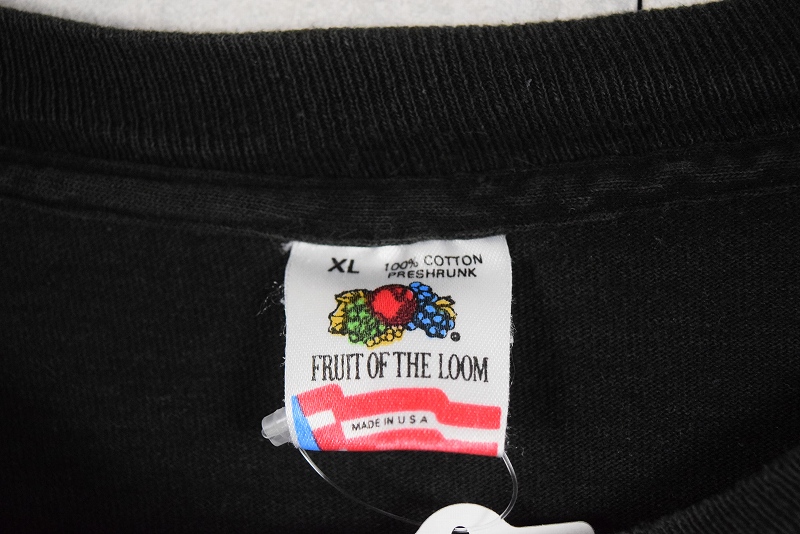 XL 100% COTTON
PRESHRUNK
FRUIT OF THE LOOM
MADE IN U S A